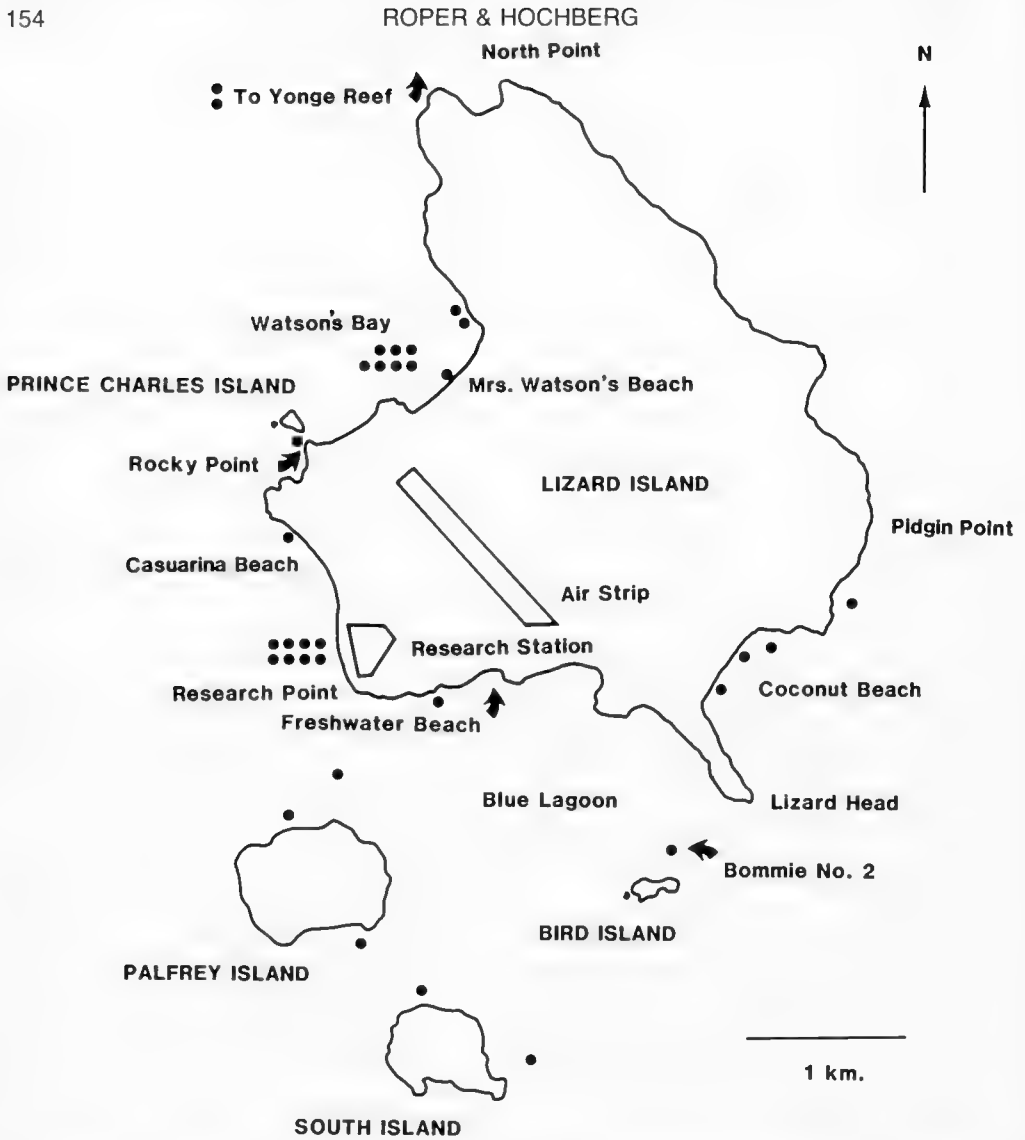 154
ROPER & HOCHBERG
North Point
N
To Yonge Reef
Watson's Bay
PRINCE CHARLES ISLAND
Mrs. Watson's Beach
Rocky Point
LIZARD ISLAND
Pidgin Point
Casuarina Beach
Air Strip
Research Station
Research Point
Coconut Beach
Freshwater Beach
Blue Lagoon
Lizard Head
Bommie No. 2
BIRD ISLAND
PALFREY ISLAND
1 km.
SOUTH ISLAND